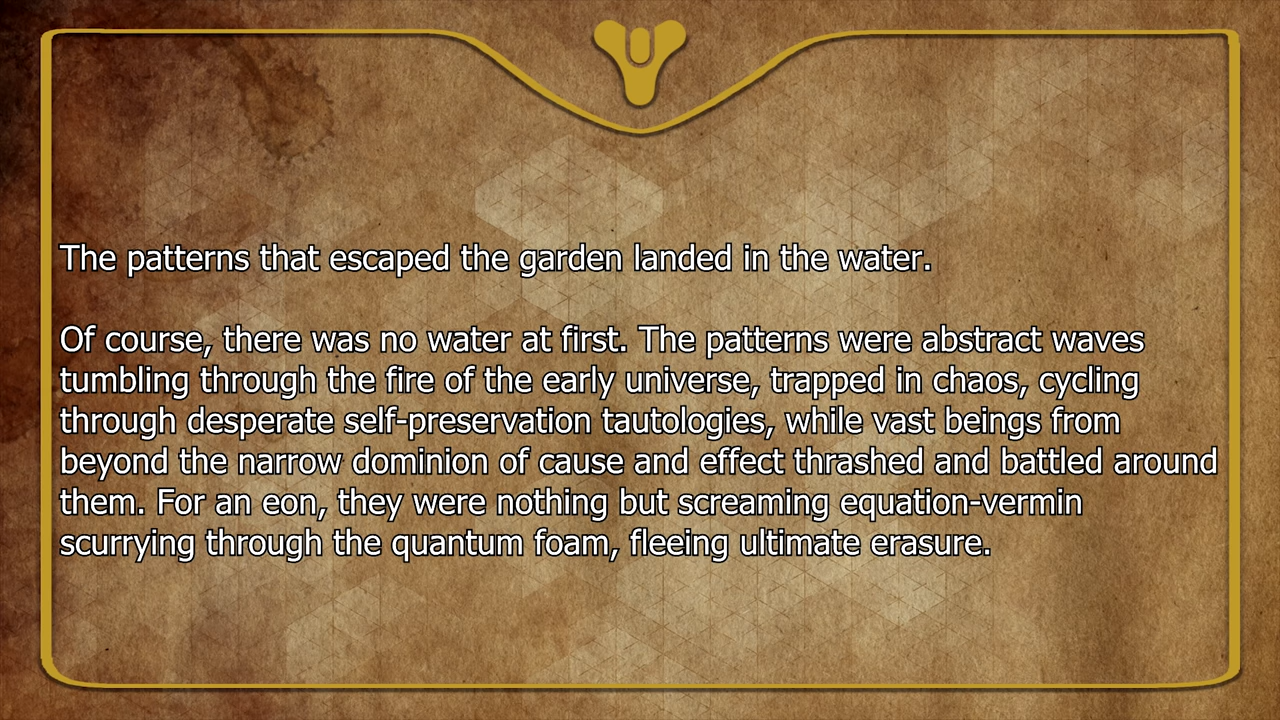 The patterns that escaped the garden landed in the water.
Of course, there was no water at first. The patterns were abstract waves
tumbling through the fire of the early universe, trapped in chaos, cycling
through desperate self-preservation tautologies, while vast beings from
beyond the narrow dominion of cause and effect thrashed and battled around
them. For an eon, they were nothing but screaming equation-vermin
scurrying through the quantum foam, fleeing ultimate erasure.